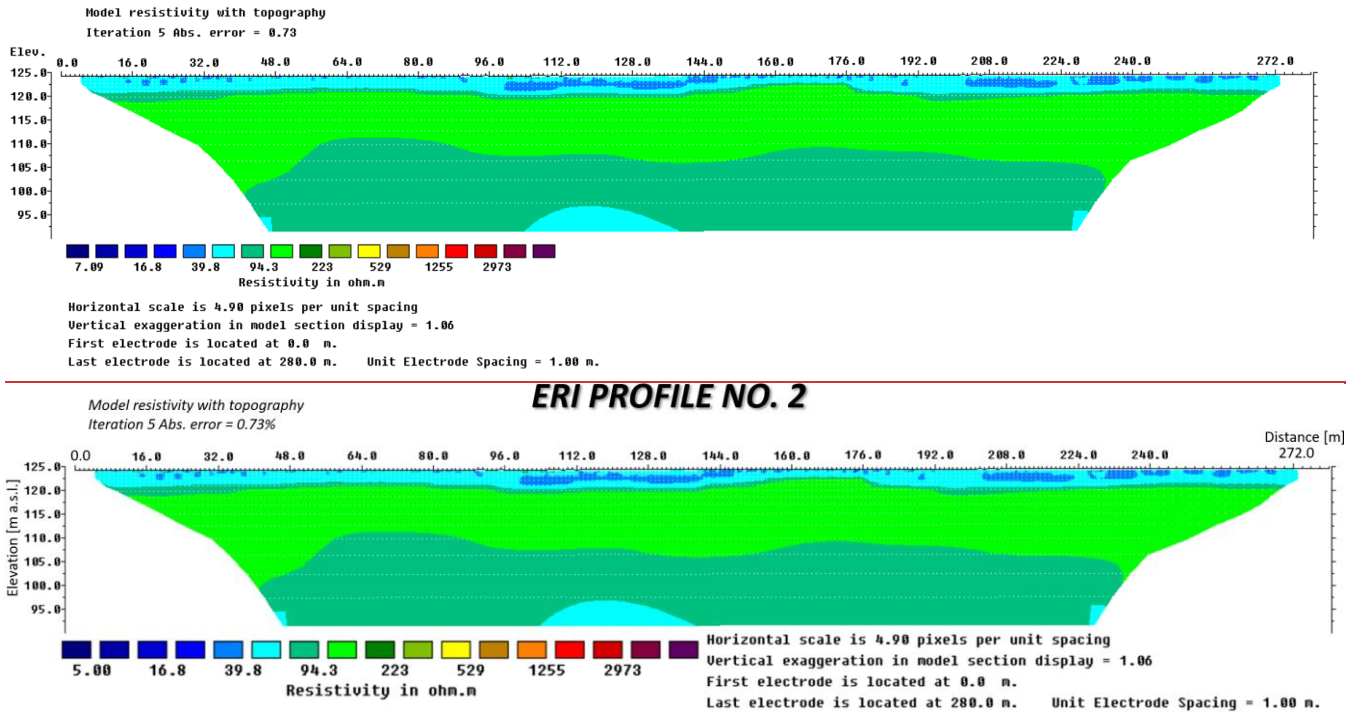 Model resistivity with topography
Iteration 5 Abs. error = 0.73
Elev.
0.0 16.0 32.0 48.0 64.0 80.0 96.0 112.0 128.0 144.0 160.0 176.0 192.0 208.0 224.0 240.0 272.0
125.0
120.0
115.0
110.0
105.0
100.0
95.0
7.09 16.8 39.8 94.3 223 529 1255 2973
Resistivity in ohm.m
Horizontal scale is 4.90 pixels per unit spacing
Vertical exaggeration in model section display = 1.06
First electrode is located at 0.0 m.
Last electrode is located at 280.0 m. Unit Electrode Spacing = 1.00 m.
ERI PROFILE NO. 2
Model resistivity with topography
Iteration 5 Abs. error = 0.73%
Distance [m]
0.0 16.0 32.0 48.0 64.0 80.0 96.0 112.0 128.0 144.0 160.0 176.0 192.0 208.0 224.0 240.0 272.0
Elevation [m a.s.l.]
125.0
120.0
115.0
110.0
105.0
100.0
95.0
5.00 16.8 39.8 94.3 223 529 1255 2973
Resistivity in ohm.m
Horizontal scale is 4.90 pixels per unit spacing
Vertical exaggeration in model section display = 1.06
First electrode is located at 0.0 m.
Last electrode is located at 280.0 m. Unit Electrode Spacing = 1.00 m.